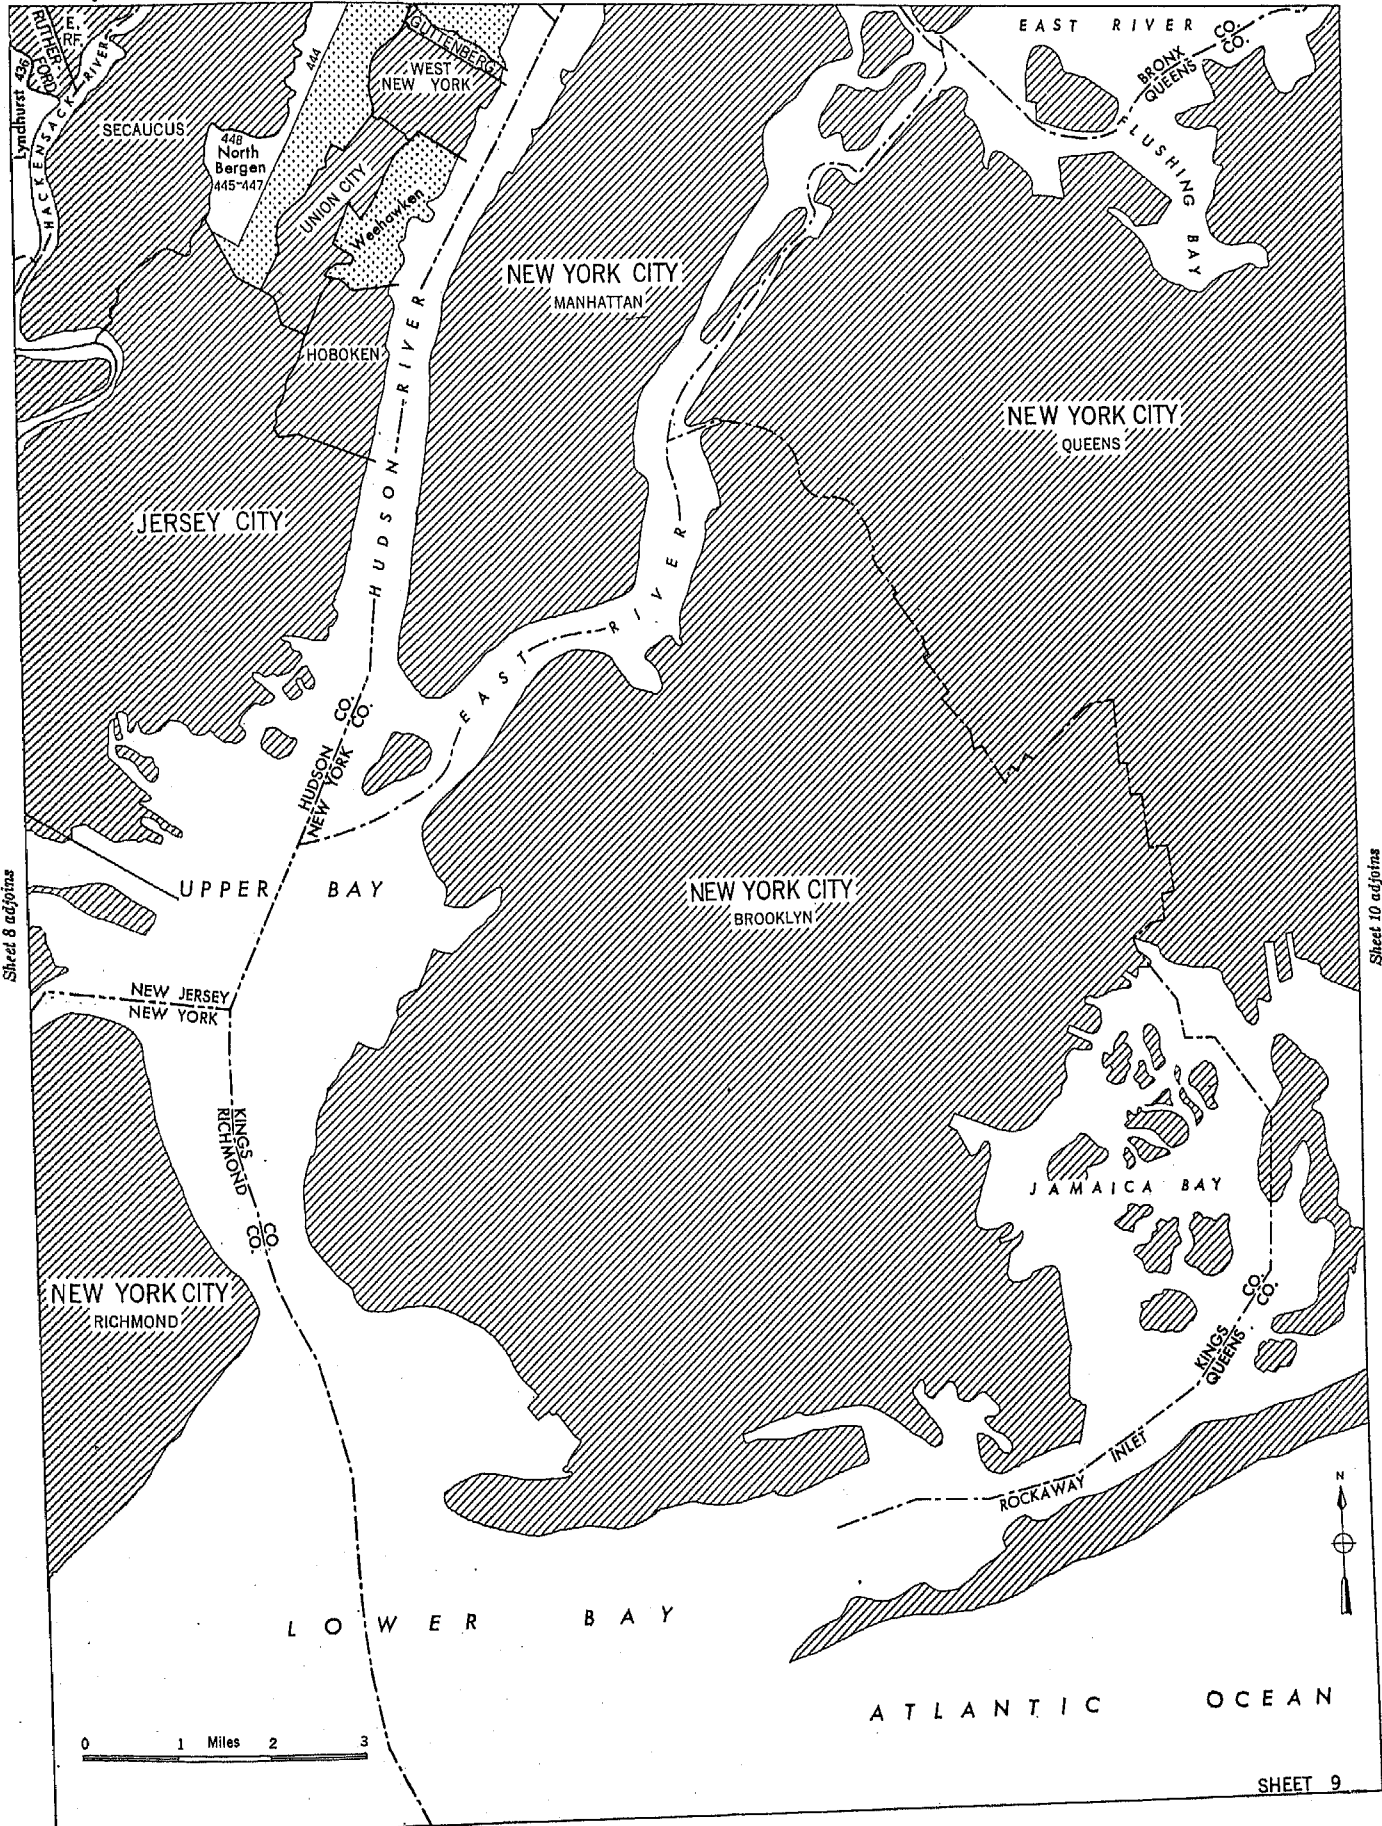 EAST RIVER
CO.
CO.
BRONX
QUEENS
E.
RF.
RUTHER-
FORD
436
Lyndhurst
HACKENSACK RIVER
SECAUCUS
444
GUTTENBERG
WEST
NEW YORK
448
North
Bergen
445-447
UNION CITY
Weehawken
FLUSHING BAY
NEW YORK CITY
MANHATTAN
HOBOKEN
HUDSON RIVER
NEW YORK CITY
QUEENS
JERSEY CITY
EAST RIVER
CO.
CO.
HUDSON
NEW YORK
UPPER BAY
NEW YORK CITY
BROOKLYN
Sheet 8 adjoins
Sheet 10 adjoins
NEW JERSEY
NEW YORK
KINGS
RICHMOND
CO.
CO.
JAMAICA BAY
NEW YORK CITY
RICHMOND
CO.
CO.
KINGS
QUEENS
ROCKAWAY INLET
N
LOWER BAY
ATLANTIC OCEAN
0 1 Miles 2 3
SHEET 9